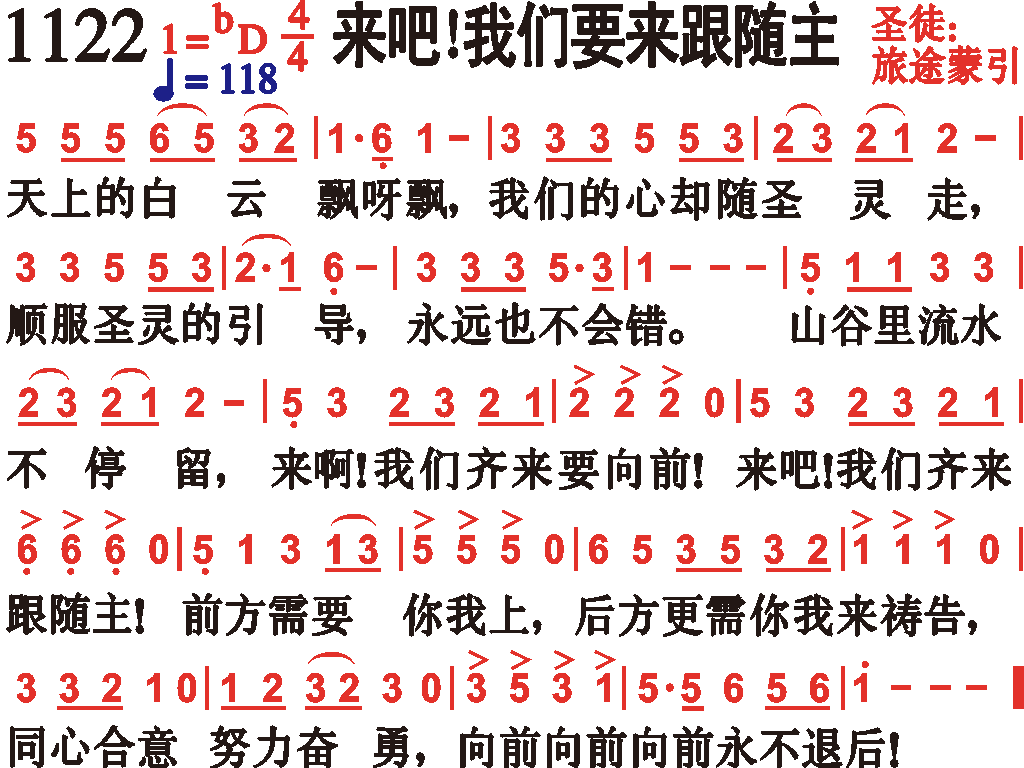 1122 1=ᵇD 4/4 来吧!我们要来跟随主 圣徒:
♩=118 旅途蒙引
5 5 5 6 5 3 2 | 1·6̣ 1 – | 3 3 3 5 5 3 | 2 3 2 1 2 – |
天上的白 云 飘呀飘，我们的心却随圣 灵 走，
3 3 5 5 3 | 2·1 6̣ – | 3 3 3 5·3 | 1 – – – | 5̣ 1 1 3 3 |
顺服圣灵的引 导，永远也不会错。 山谷里流水
2 3 2 1 2 – | 5̣ 3 2 3 2 1 | 2 2 2 0 | 5 3 2 3 2 1 |
不 停 留，来啊!我们齐来要向前! 来吧!我们齐来
6̣ 6̣ 6̣ 0 | 5̣ 1 3 1 3 | 5 5 5 0 | 6 5 3 5 3 2 | 1 1 1 0 |
跟随主! 前方需要 你我上，后方更需你我来祷告，
3 3 2 1 0 | 1 2 3 2 3 0 | 3 5 3 1 | 5·5 6 5 6 | 1̇ – – –
同心合意 努力奋 勇，向前向前向前永不退后!